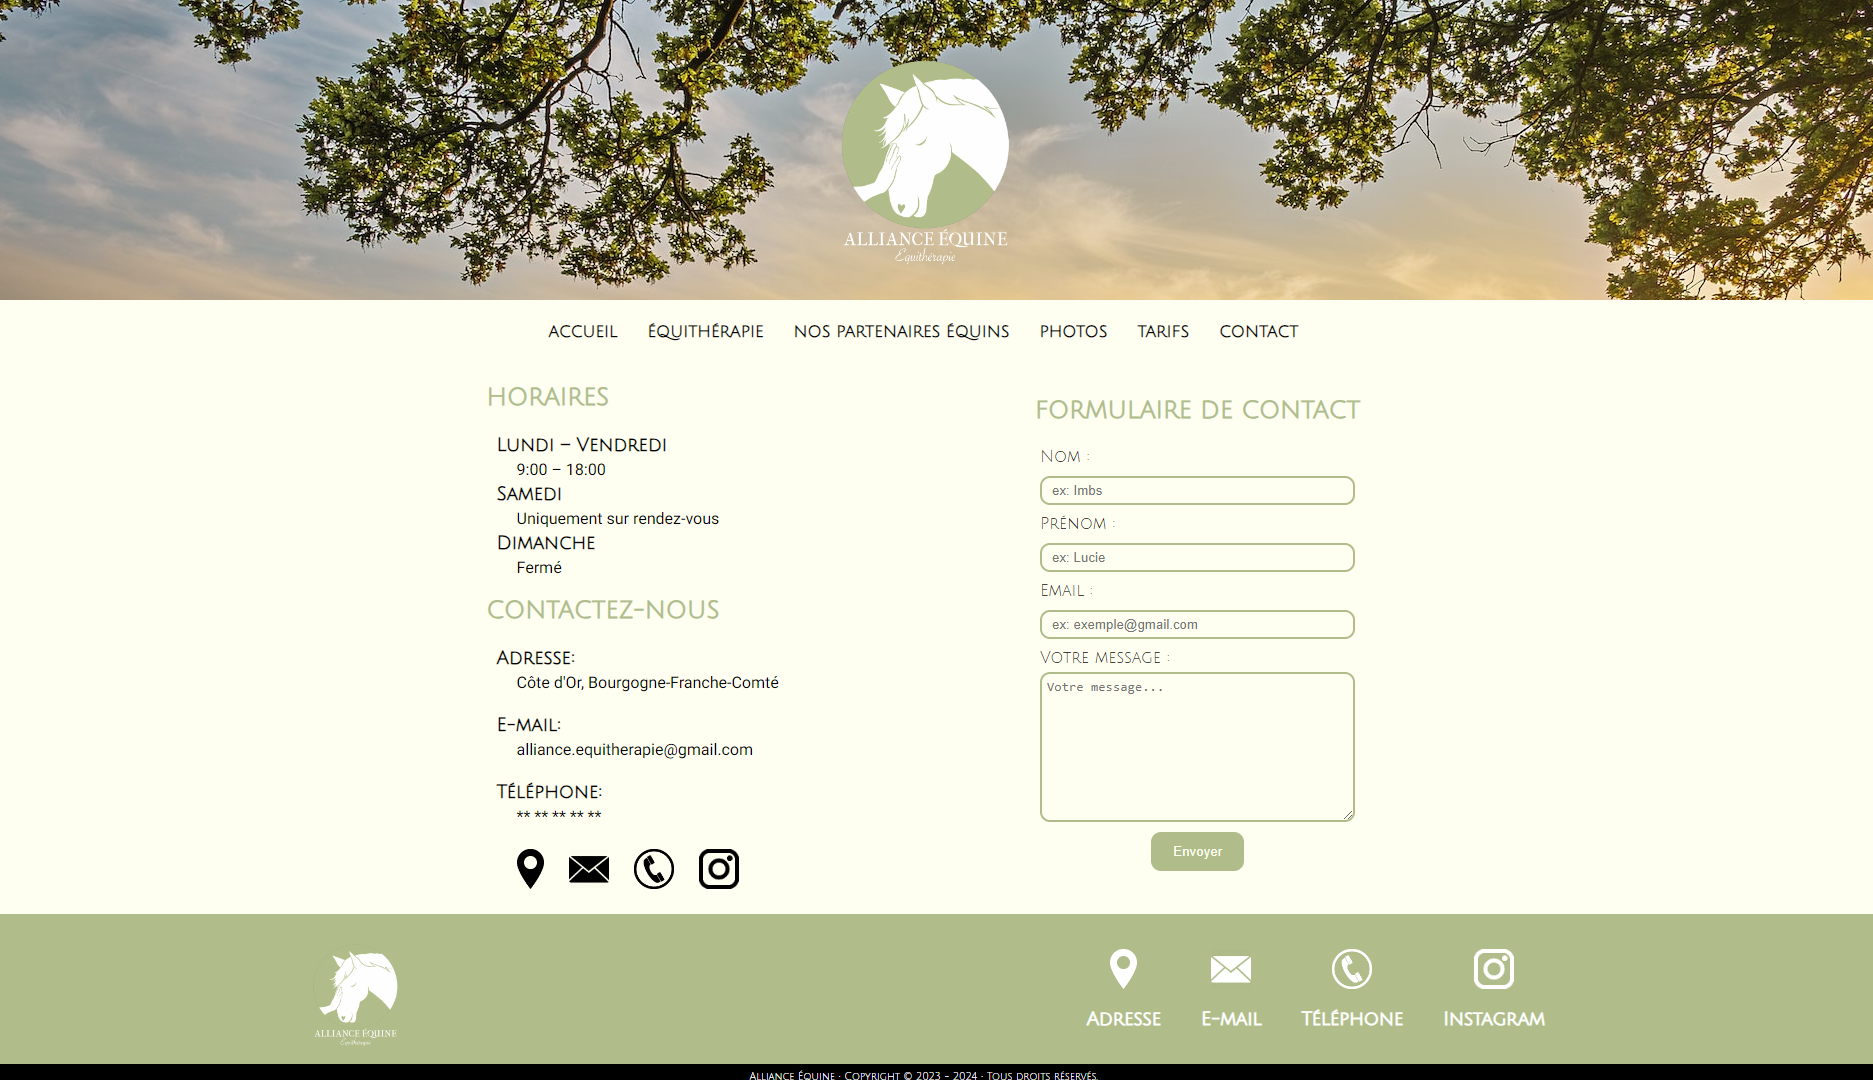 ALLIANCE ÉQUINE
Équithérapie
ACCUEIL ÉQUITHÉRAPIE NOS PARTENAIRES ÉQUINS PHOTOS TARIFS CONTACT
HORAIRES
Lundi – Vendredi
9:00 – 18:00
Samedi
Uniquement sur rendez-vous
Dimanche
Fermé
CONTACTEZ-NOUS
Adresse:
Côte d'Or, Bourgogne-Franche-Comté
E-mail:
alliance.equitherapie@gmail.com
Téléphone:
** ** ** ** **
FORMULAIRE DE CONTACT
Nom :
ex: Imbs
Prénom :
ex: Lucie
Email :
ex: exemple@gmail.com
Votre message :
Votre message...
Envoyer
ALLIANCE ÉQUINE
Équithérapie
Adresse E-mail Téléphone Instagram
Alliance Équine · Copyright © 2023 - 2024 · Tous droits réservés.